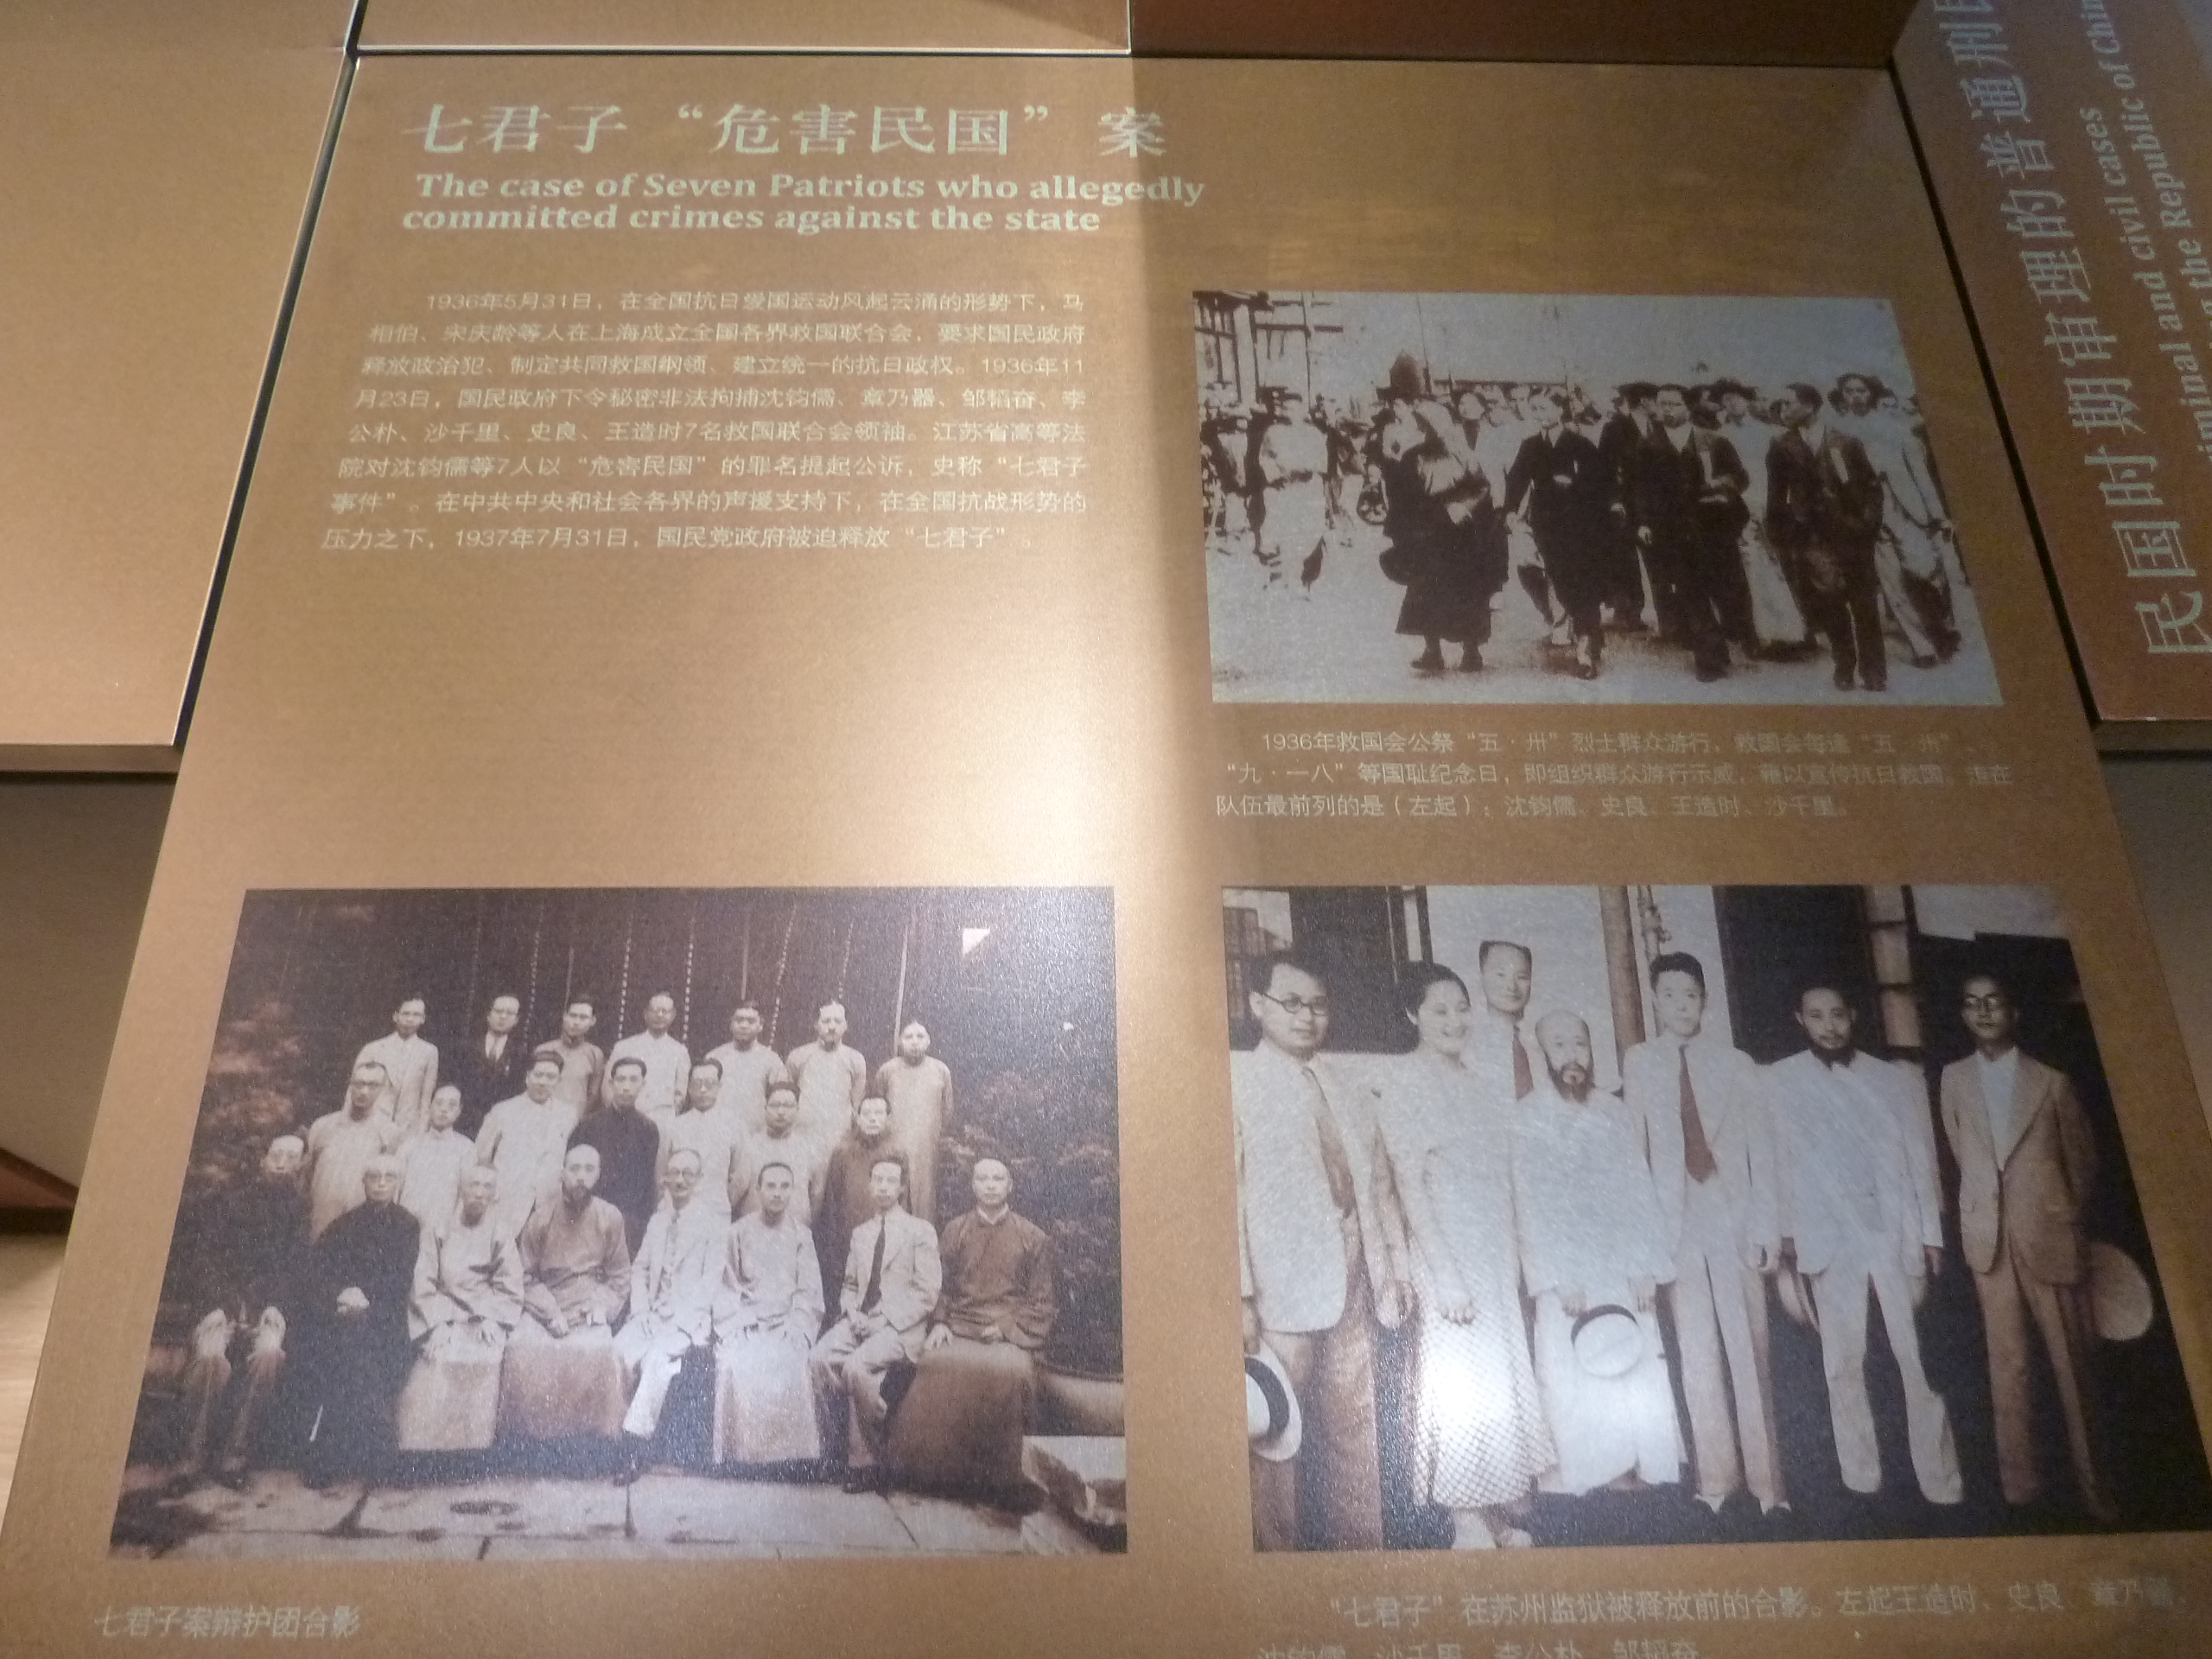 七君子“危害民国”案
The case of Seven Patriots who allegedly
committed crimes against the state
1936年5月31日，在全国抗日爱国运动风起云涌的形势下，马
相伯、宋庆龄等人在上海成立全国各界救国联合会，要求国民政府
释放政治犯、制定共同救国纲领、建立统一的抗日政权。1936年11
月23日，国民政府下令秘密非法拘捕沈钧儒、章乃器、邹韬奋、李
公朴、沙千里、史良、王造时7名救国联合会领袖。江苏省高等法
院对沈钧儒等7人以“危害民国”的罪名提起公诉，史称“七君子
事件”。在中共中央和社会各界的声援支持下，在全国抗战形势的
压力之下，1937年7月31日，国民党政府被迫释放“七君子”。
1936年救国会公祭“五·卅”烈士群众游行，救国会每逢“五·卅”、
“九·一八”等国耻纪念日，即组织群众游行示威，藉以宣传抗日救国。走在
队伍最前列的是（左起）：沈钧儒、史良、王造时、沙千里。
七君子案辩护团合影
“七君子”在苏州监狱被释放前的合影。左起王造时、史良、章乃器、
沈钧儒、沙千里、李公朴、邹韬奋
民国时期审理的普通刑
criminal and civil cases
the Republic of Chin